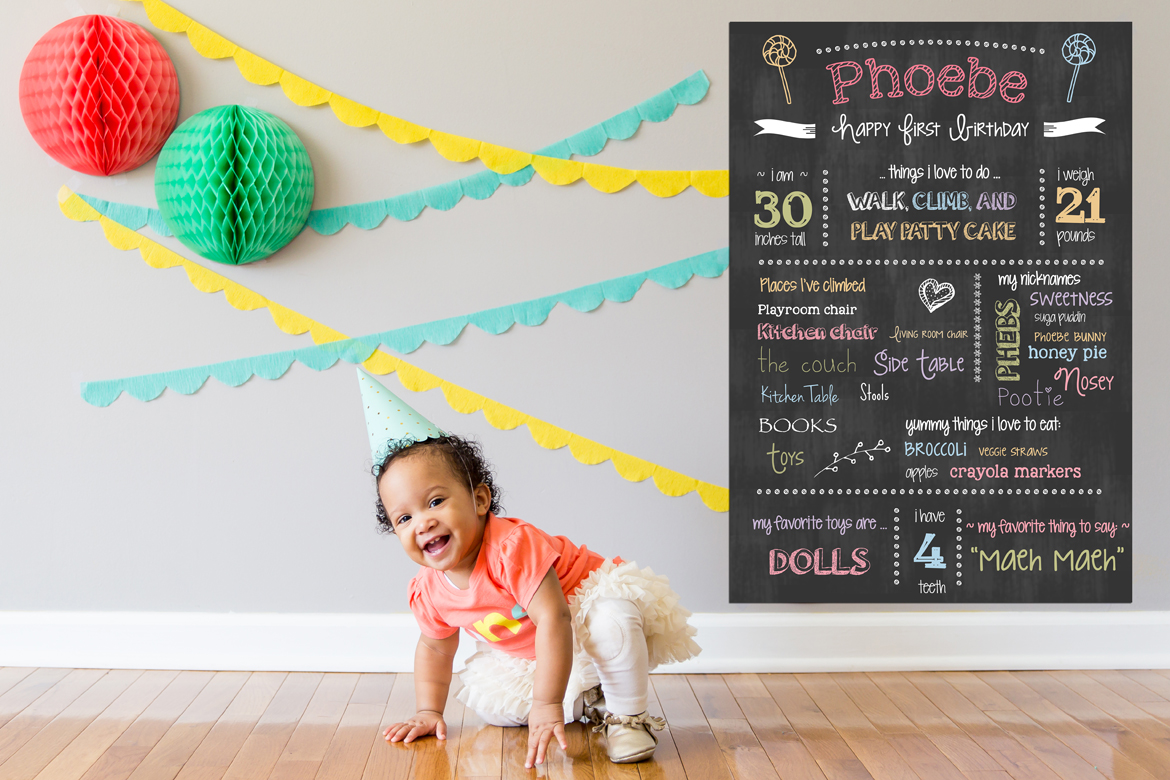 Phoebe
happy first birthday
~ i am ~
30
inches tall
... things i love to do ...
WALK, CLIMB, AND
PLAY PATTY CAKE
i weigh
21
pounds
Places I've climbed
Playroom chair
Kitchen chair
LIVING ROOM CHAIR
the couch
Side Table
Kitchen Table
Stools
BOOKS
toys
my nicknames
PHEBS
SWEETNESS
suga puddin
PHOEBE BUNNY
honey pie
Nosey
Pootie
yummy things i love to eat:
BROCCOLI
VEGGIE STRAWS
apples
crayola markers
my favorite toys are ...
DOLLS
i have
4
teeth
~ my favorite thing to say: ~
"Maeh Maeh"